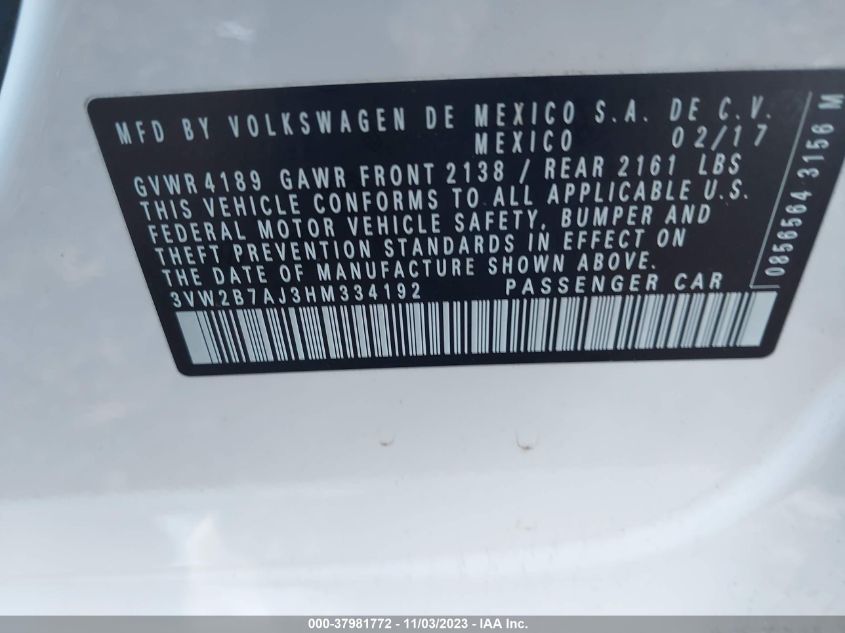 MFD BY VOLKSWAGEN DE MEXICO S.A. DE C.V.
MEXICO 02/17
GVWR 4189 GAWR FRONT 2138 / REAR 2161 LBS
THIS VEHICLE CONFORMS TO ALL APPLICABLE U.S.
FEDERAL MOTOR VEHICLE SAFETY, BUMPER AND
THEFT PREVENTION STANDARDS IN EFFECT ON
THE DATE OF MANUFACTURE SHOWN ABOVE.
3VW2B7AJ3HM334192 PASSENGER CAR
0856564 3156 M
000-37981772 - 11/03/2023 - IAA Inc.